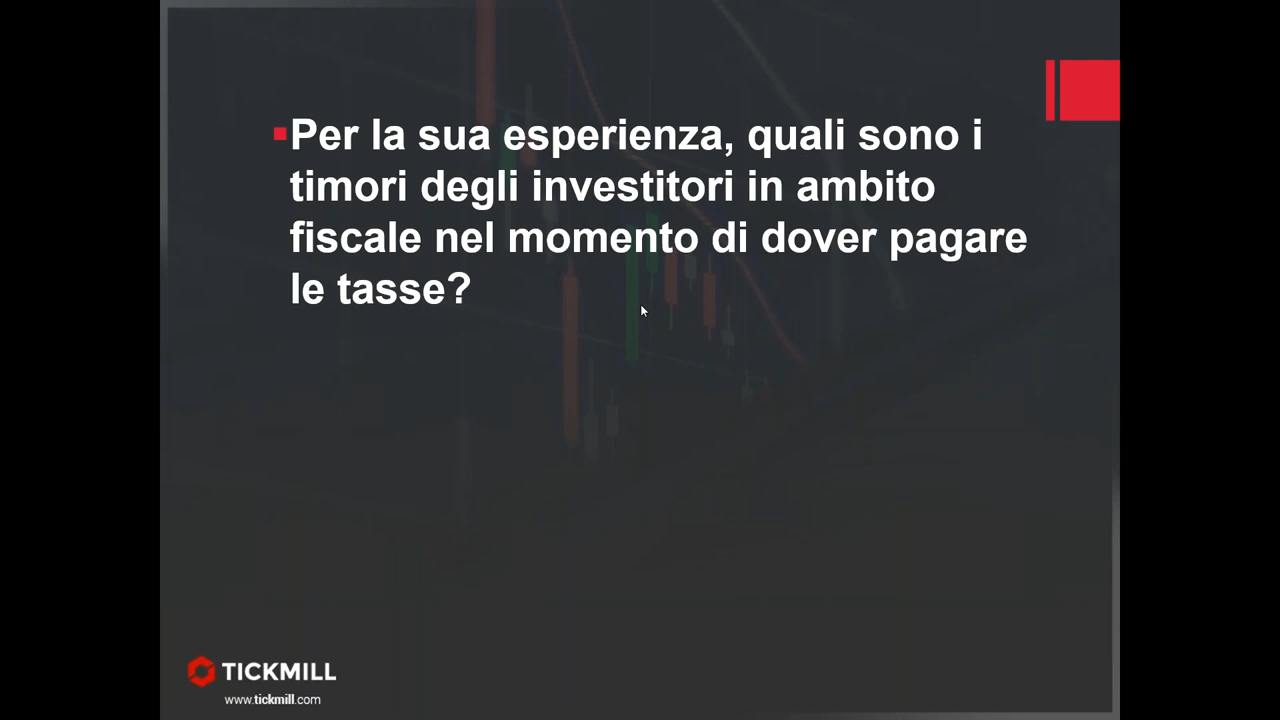 Per la sua esperienza, quali sono i
timori degli investitori in ambito
fiscale nel momento di dover pagare
le tasse?
TICKMILL
www.tickmill.com